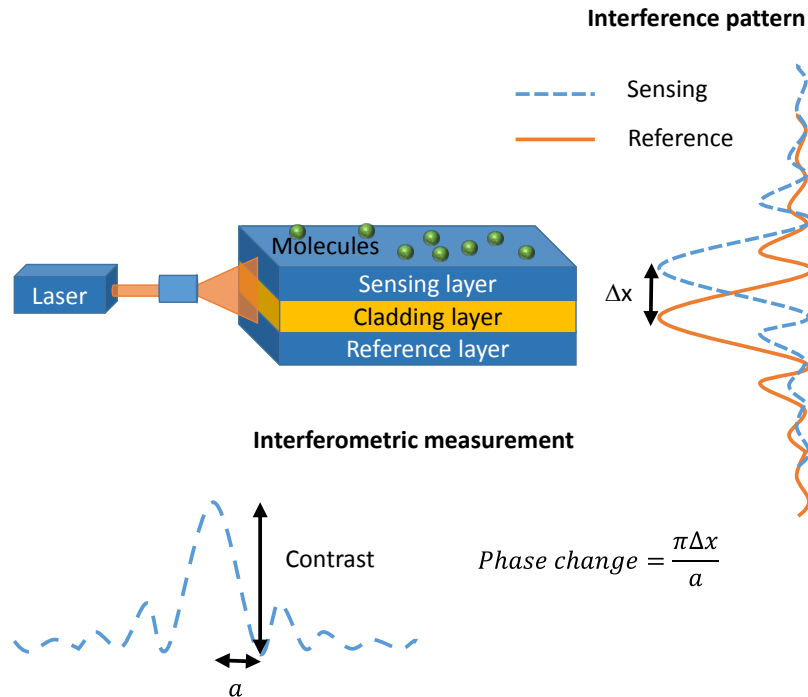 Interference pattern
Sensing
Reference
Molecules
Laser
Sensing layer
Cladding layer
Reference layer
Δx
Interferometric measurement
Contrast
Phase change = πΔx / a
a